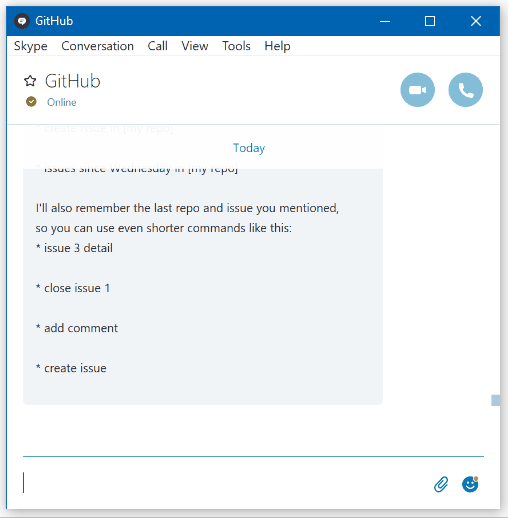 GitHub
Skype Conversation Call View Tools Help
GitHub
Online
* create issue in [my repo]
Today
* issues since Wednesday in [my repo]
I'll also remember the last repo and issue you mentioned,
so you can use even shorter commands like this:
* issue 3 detail
* close issue 1
* add comment
* create issue